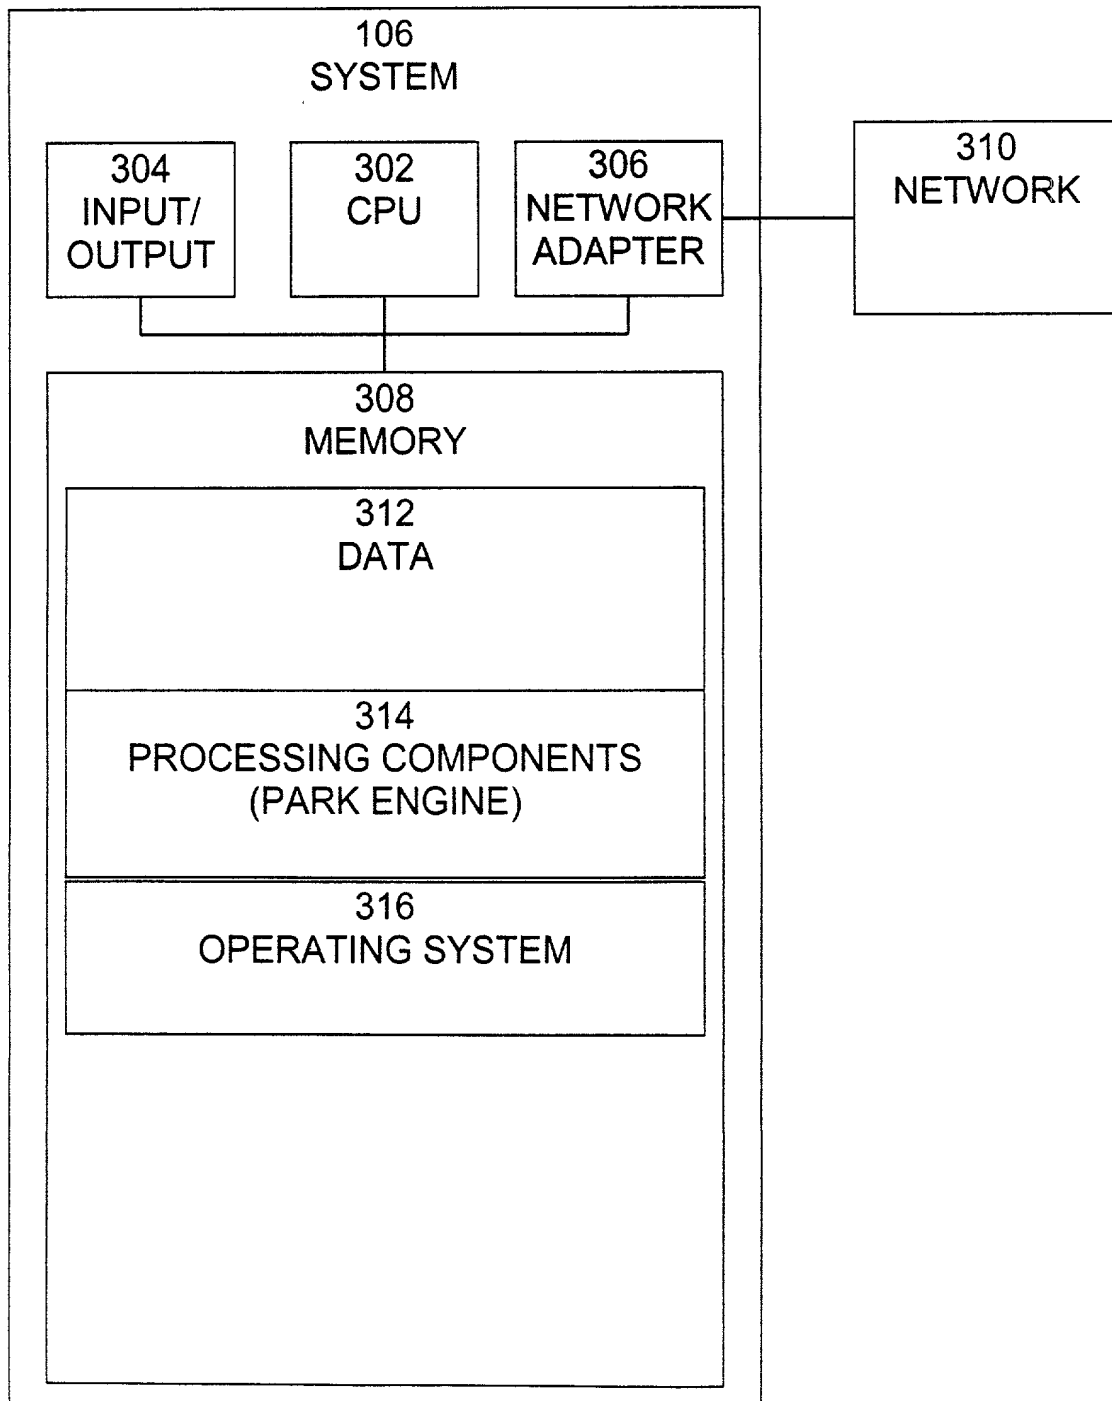 106
SYSTEM
304
INPUT/
OUTPUT
302
CPU
306
NETWORK
ADAPTER
310
NETWORK
308
MEMORY
312
DATA
314
PROCESSING COMPONENTS
(PARK ENGINE)
316
OPERATING SYSTEM